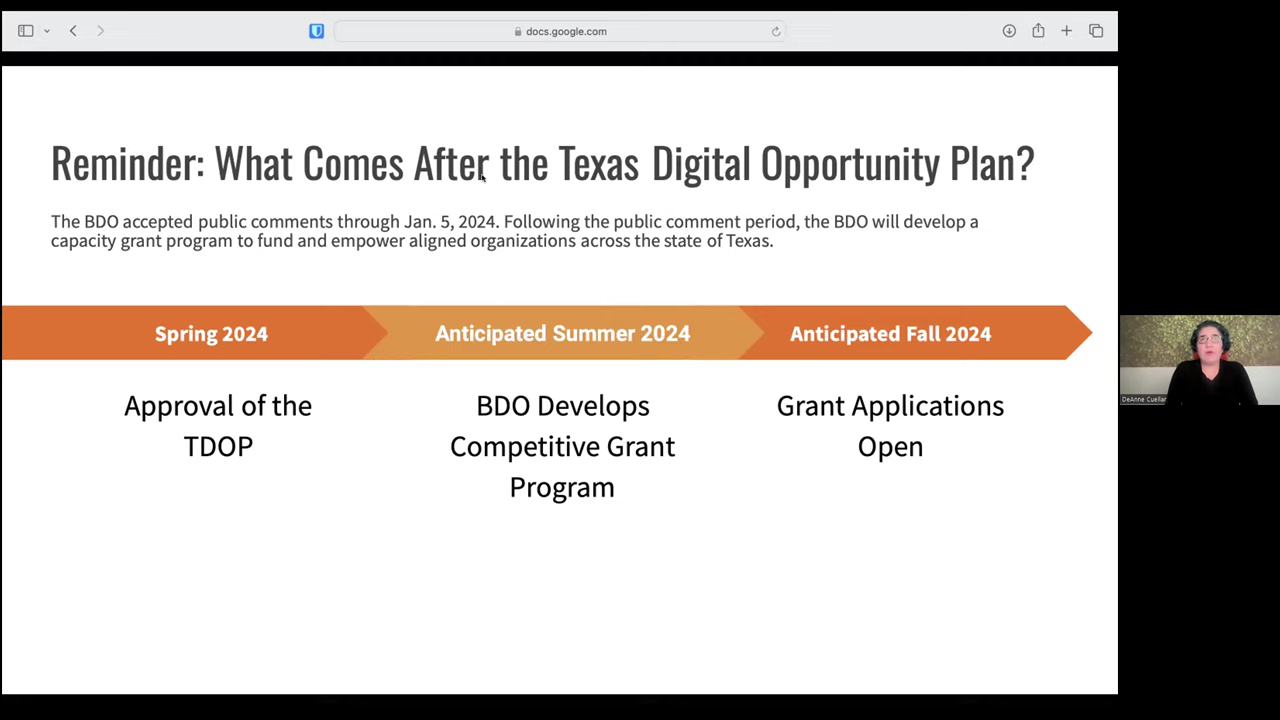 docs.google.com
Reminder: What Comes After the Texas Digital Opportunity Plan?
The BDO accepted public comments through Jan. 5, 2024. Following the public comment period, the BDO will develop a
capacity grant program to fund and empower aligned organizations across the state of Texas.
Spring 2024
Anticipated Summer 2024
Anticipated Fall 2024
Approval of the
TDOP
BDO Develops
Competitive Grant
Program
Grant Applications
Open
DeAnne Cuellar